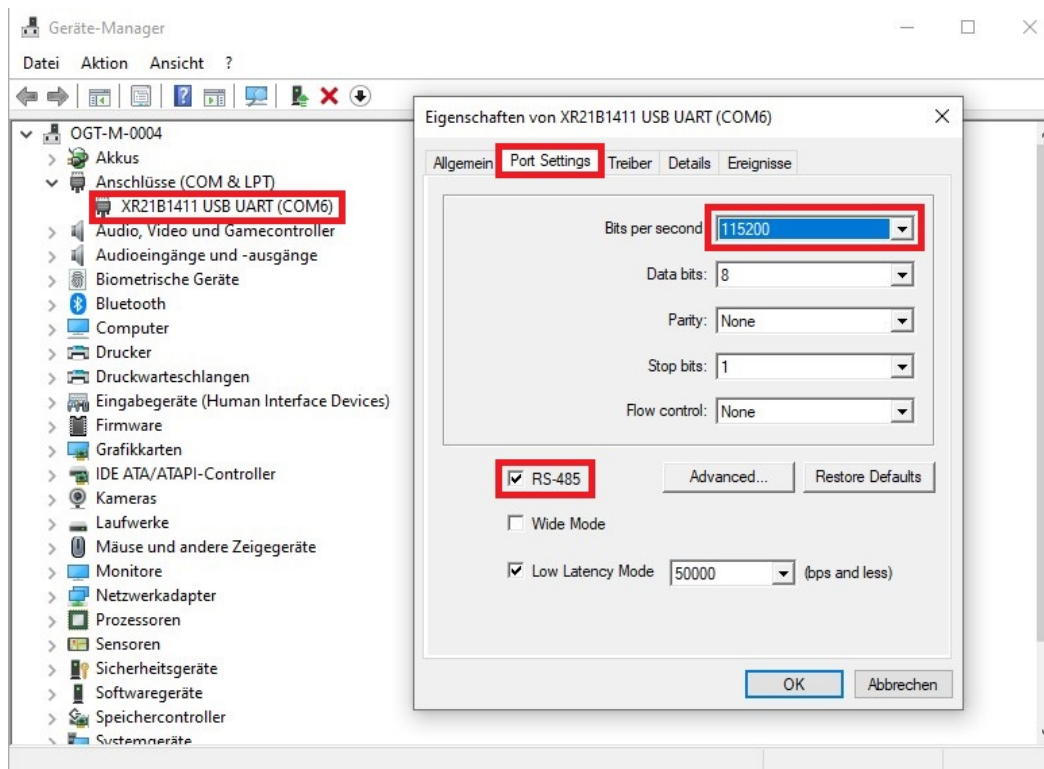 Geräte-Manager
Datei Aktion Ansicht ?
OGT-M-0004
Akkus
Anschlüsse (COM & LPT)
XR21B1411 USB UART (COM6)
Audio, Video und Gamecontroller
Audioeingänge und -ausgänge
Biometrische Geräte
Bluetooth
Computer
Drucker
Druckwarteschlangen
Eingabegeräte (Human Interface Devices)
Firmware
Grafikkarten
IDE ATA/ATAPI-Controller
Kameras
Laufwerke
Mäuse und andere Zeigegeräte
Monitore
Netzwerkadapter
Prozessoren
Sensoren
Sicherheitsgeräte
Softwaregeräte
Speichercontroller
Systemgeräte
Eigenschaften von XR21B1411 USB UART (COM6)
Allgemein Port Settings Treiber Details Ereignisse
Bits per second 115200
Data bits: 8
Parity: None
Stop bits: 1
Flow control: None
RS-485 Advanced... Restore Defaults
Wide Mode
Low Latency Mode 50000 (bps and less)
OK Abbrechen